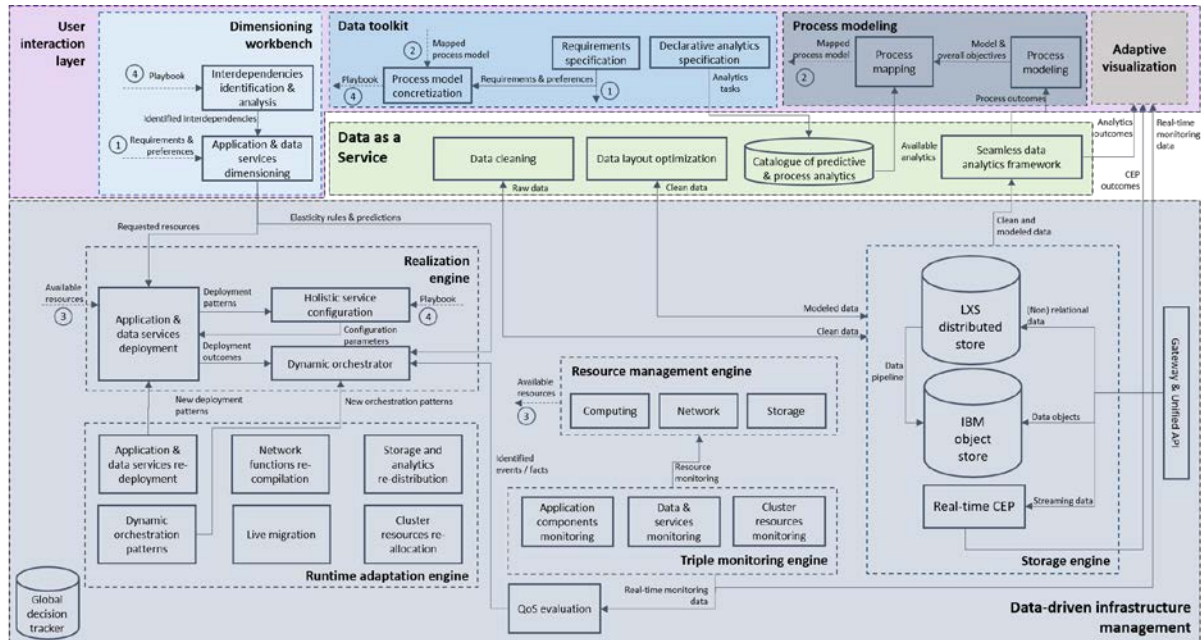 User
interaction
layer
Dimensioning
workbench
4
Playbook
Interdependencies
identification &
analysis
Identified interdependencies
1
Requirements &
preferences
Application & data
services
dimensioning
Data toolkit
2
Mapped
process model
Requirements
specification
Declarative analytics
specification
Playbook
4
Process model
concretization
Requirements & preferences
1
Analytics
tasks
Process modeling
Mapped
process model
2
Process
mapping
Model &
overall objectives
Process
modeling
Process outcomes
Adaptive
visualization
Data as a
Service
Data cleaning
Raw data
Data layout optimization
Clean data
Catalogue of predictive
& process analytics
Available
analytics
Seamless data
analytics framework
Analytics
outcomes
Real-time
monitoring
data
CEP
outcomes
Requested resources
Elasticity rules & predictions
Clean and
modeled data
Realization
engine
Available
resources
3
Application &
data services
deployment
Deployment
patterns
Holistic service
configuration
Playbook
4
Configuration
parameters
Deployment
outcomes
Dynamic orchestrator
New deployment
patterns
New orchestration patterns
Modeled data
Clean data
LXS
distributed
store
(Non) relational
data
Data
pipeline
IBM
object
store
Data objects
Real-time CEP
Streaming data
Storage engine
Gateway & Unified API
Resource management engine
Available
resources
3
Computing
Network
Storage
Application &
data services re-
deployment
Network
functions re-
compilation
Storage and
analytics
re-distribution
Dynamic
orchestration
patterns
Live migration
Cluster
resources re-
allocation
Runtime adaptation engine
Identified
events / facts
Resource
monitoring
Application
components
monitoring
Data &
services
monitoring
Cluster
resources
monitoring
Triple monitoring engine
Global
decision
tracker
QoS evaluation
Real-time monitoring
data
Data-driven infrastructure
management